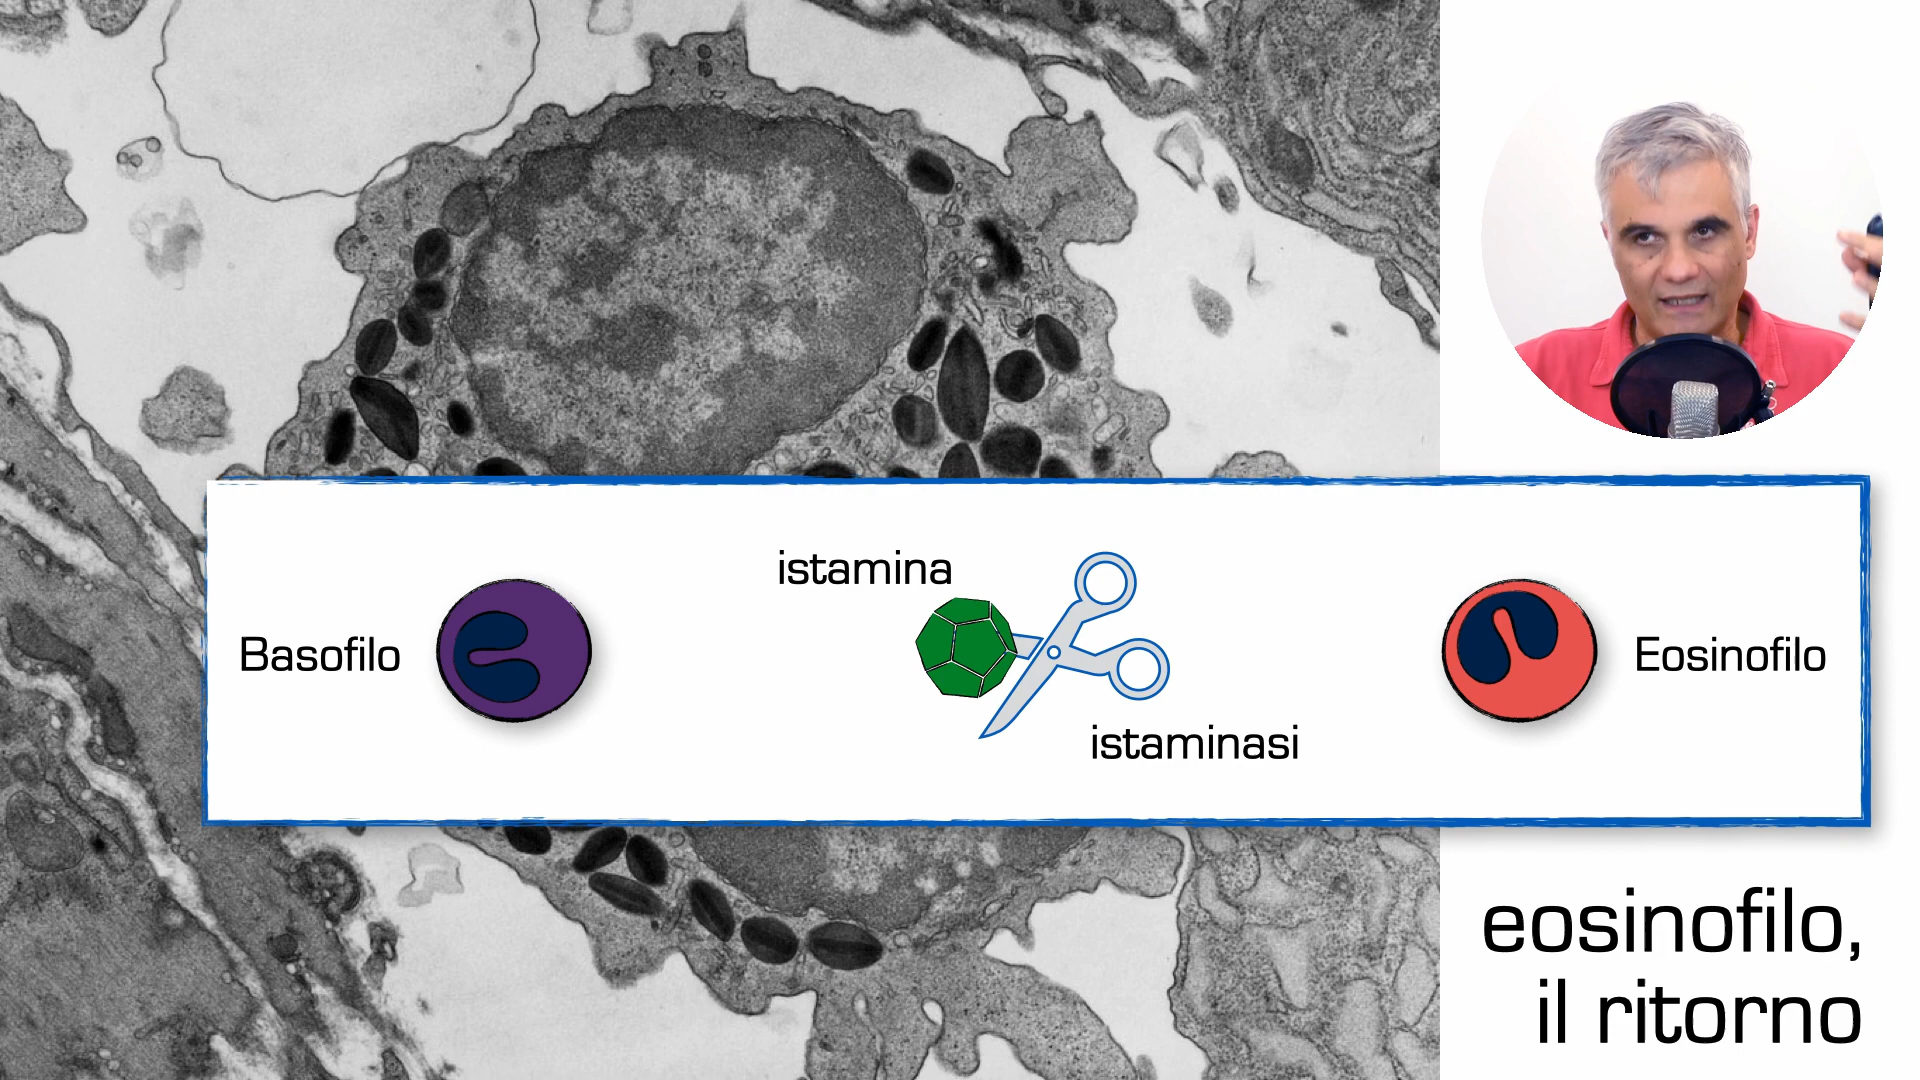 istamina
Basofilo
Eosinofilo
istaminasi
eosinofilo,
il ritorno